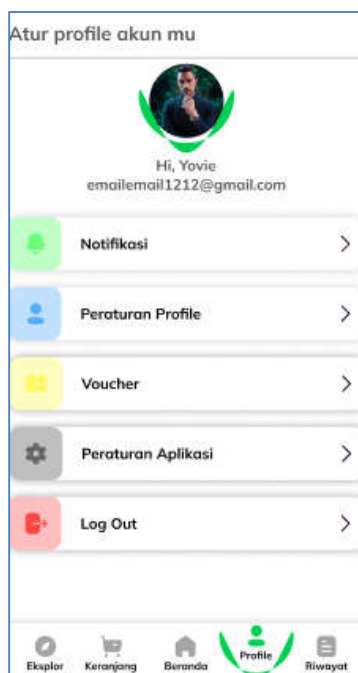 Atur profile akun mu
Hi, Yovie
emailemail1212@gmail.com
Notifikasi
Peraturan Profile
Voucher
Peraturan Aplikasi
Log Out
Eksplor
Keranjang
Beranda
Profile
Riwayat